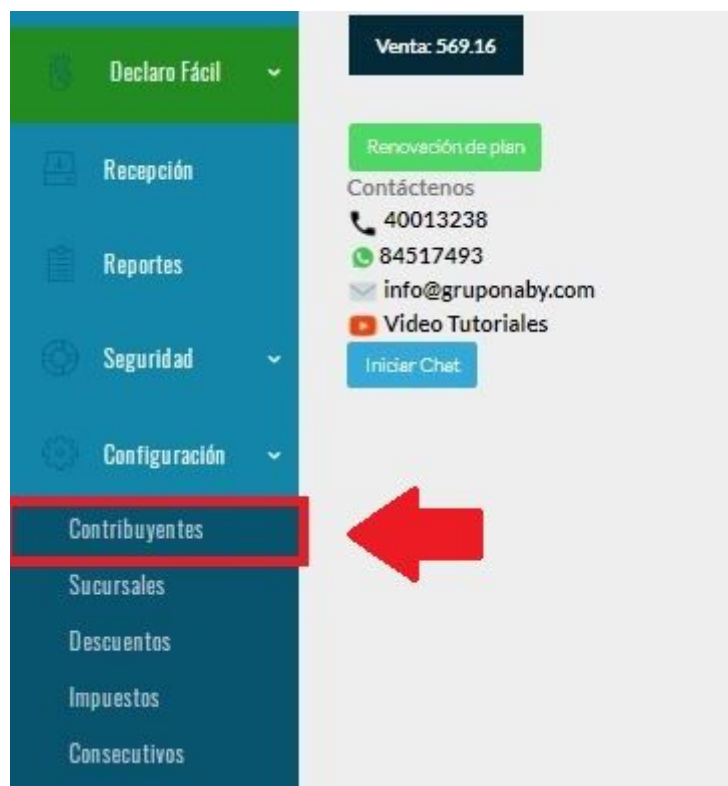 Declaro Fácil
Recepción
Reportes
Seguridad
Configuración
Contribuyentes
Sucursales
Descuentos
Impuestos
Consecutivos
Venta: 569.16
Renovación de plan
Contáctenos
40013238
84517493
info@gruponaby.com
Video Tutoriales
Iniciar Chat